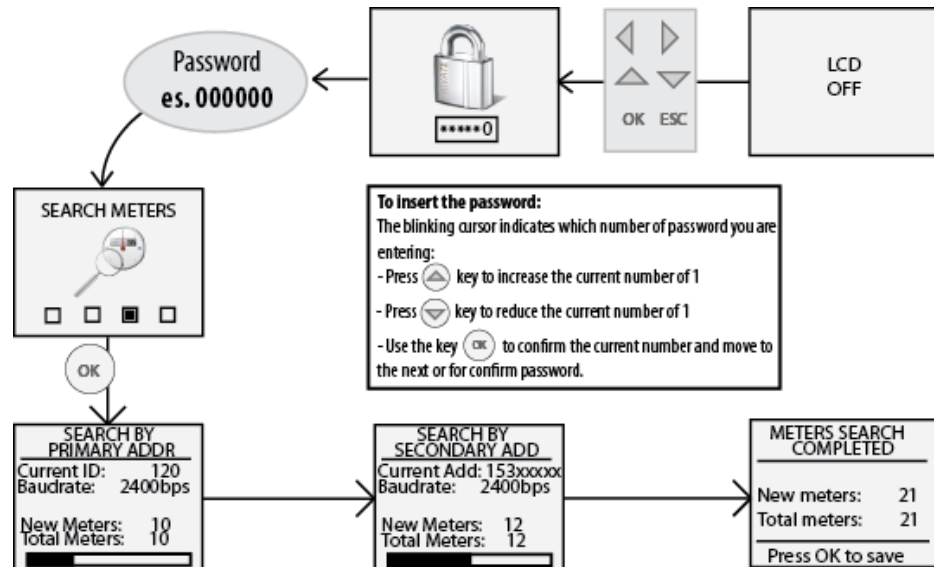 LCD
OFF
OK ESC
*****0
Password
es. 000000
SEARCH METERS
OK
To insert the password:
The blinking cursor indicates which number of password you are
entering:
- Press key to increase the current number of 1
- Press key to reduce the current number of 1
- Use the key OK to confirm the current number and move to
the next or for confirm password.
SEARCH BY
PRIMARY ADDR
Current ID: 120
Baudrate: 2400bps
New Meters: 10
Total Meters: 10
SEARCH BY
SECONDARY ADD
Current Add: 153xxxxx
Baudrate: 2400bps
New Meters: 12
Total Meters: 12
METERS SEARCH
COMPLETED
New meters: 21
Total meters: 21
Press OK to save